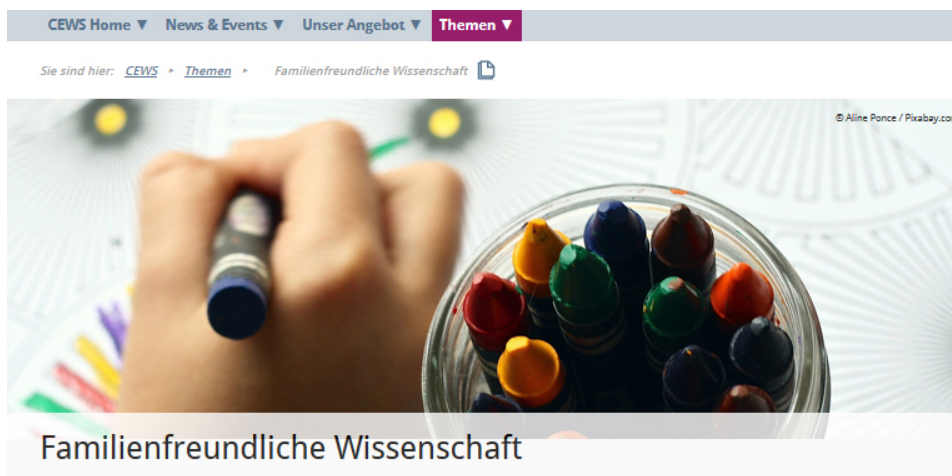 CEWS Home ▼ News & Events ▼ Unser Angebot ▼ Themen ▼
Sie sind hier: CEWS ▸ Themen ▸ Familienfreundliche Wissenschaft
© Aline Ponce / Pixabay.co
Familienfreundliche Wissenschaft